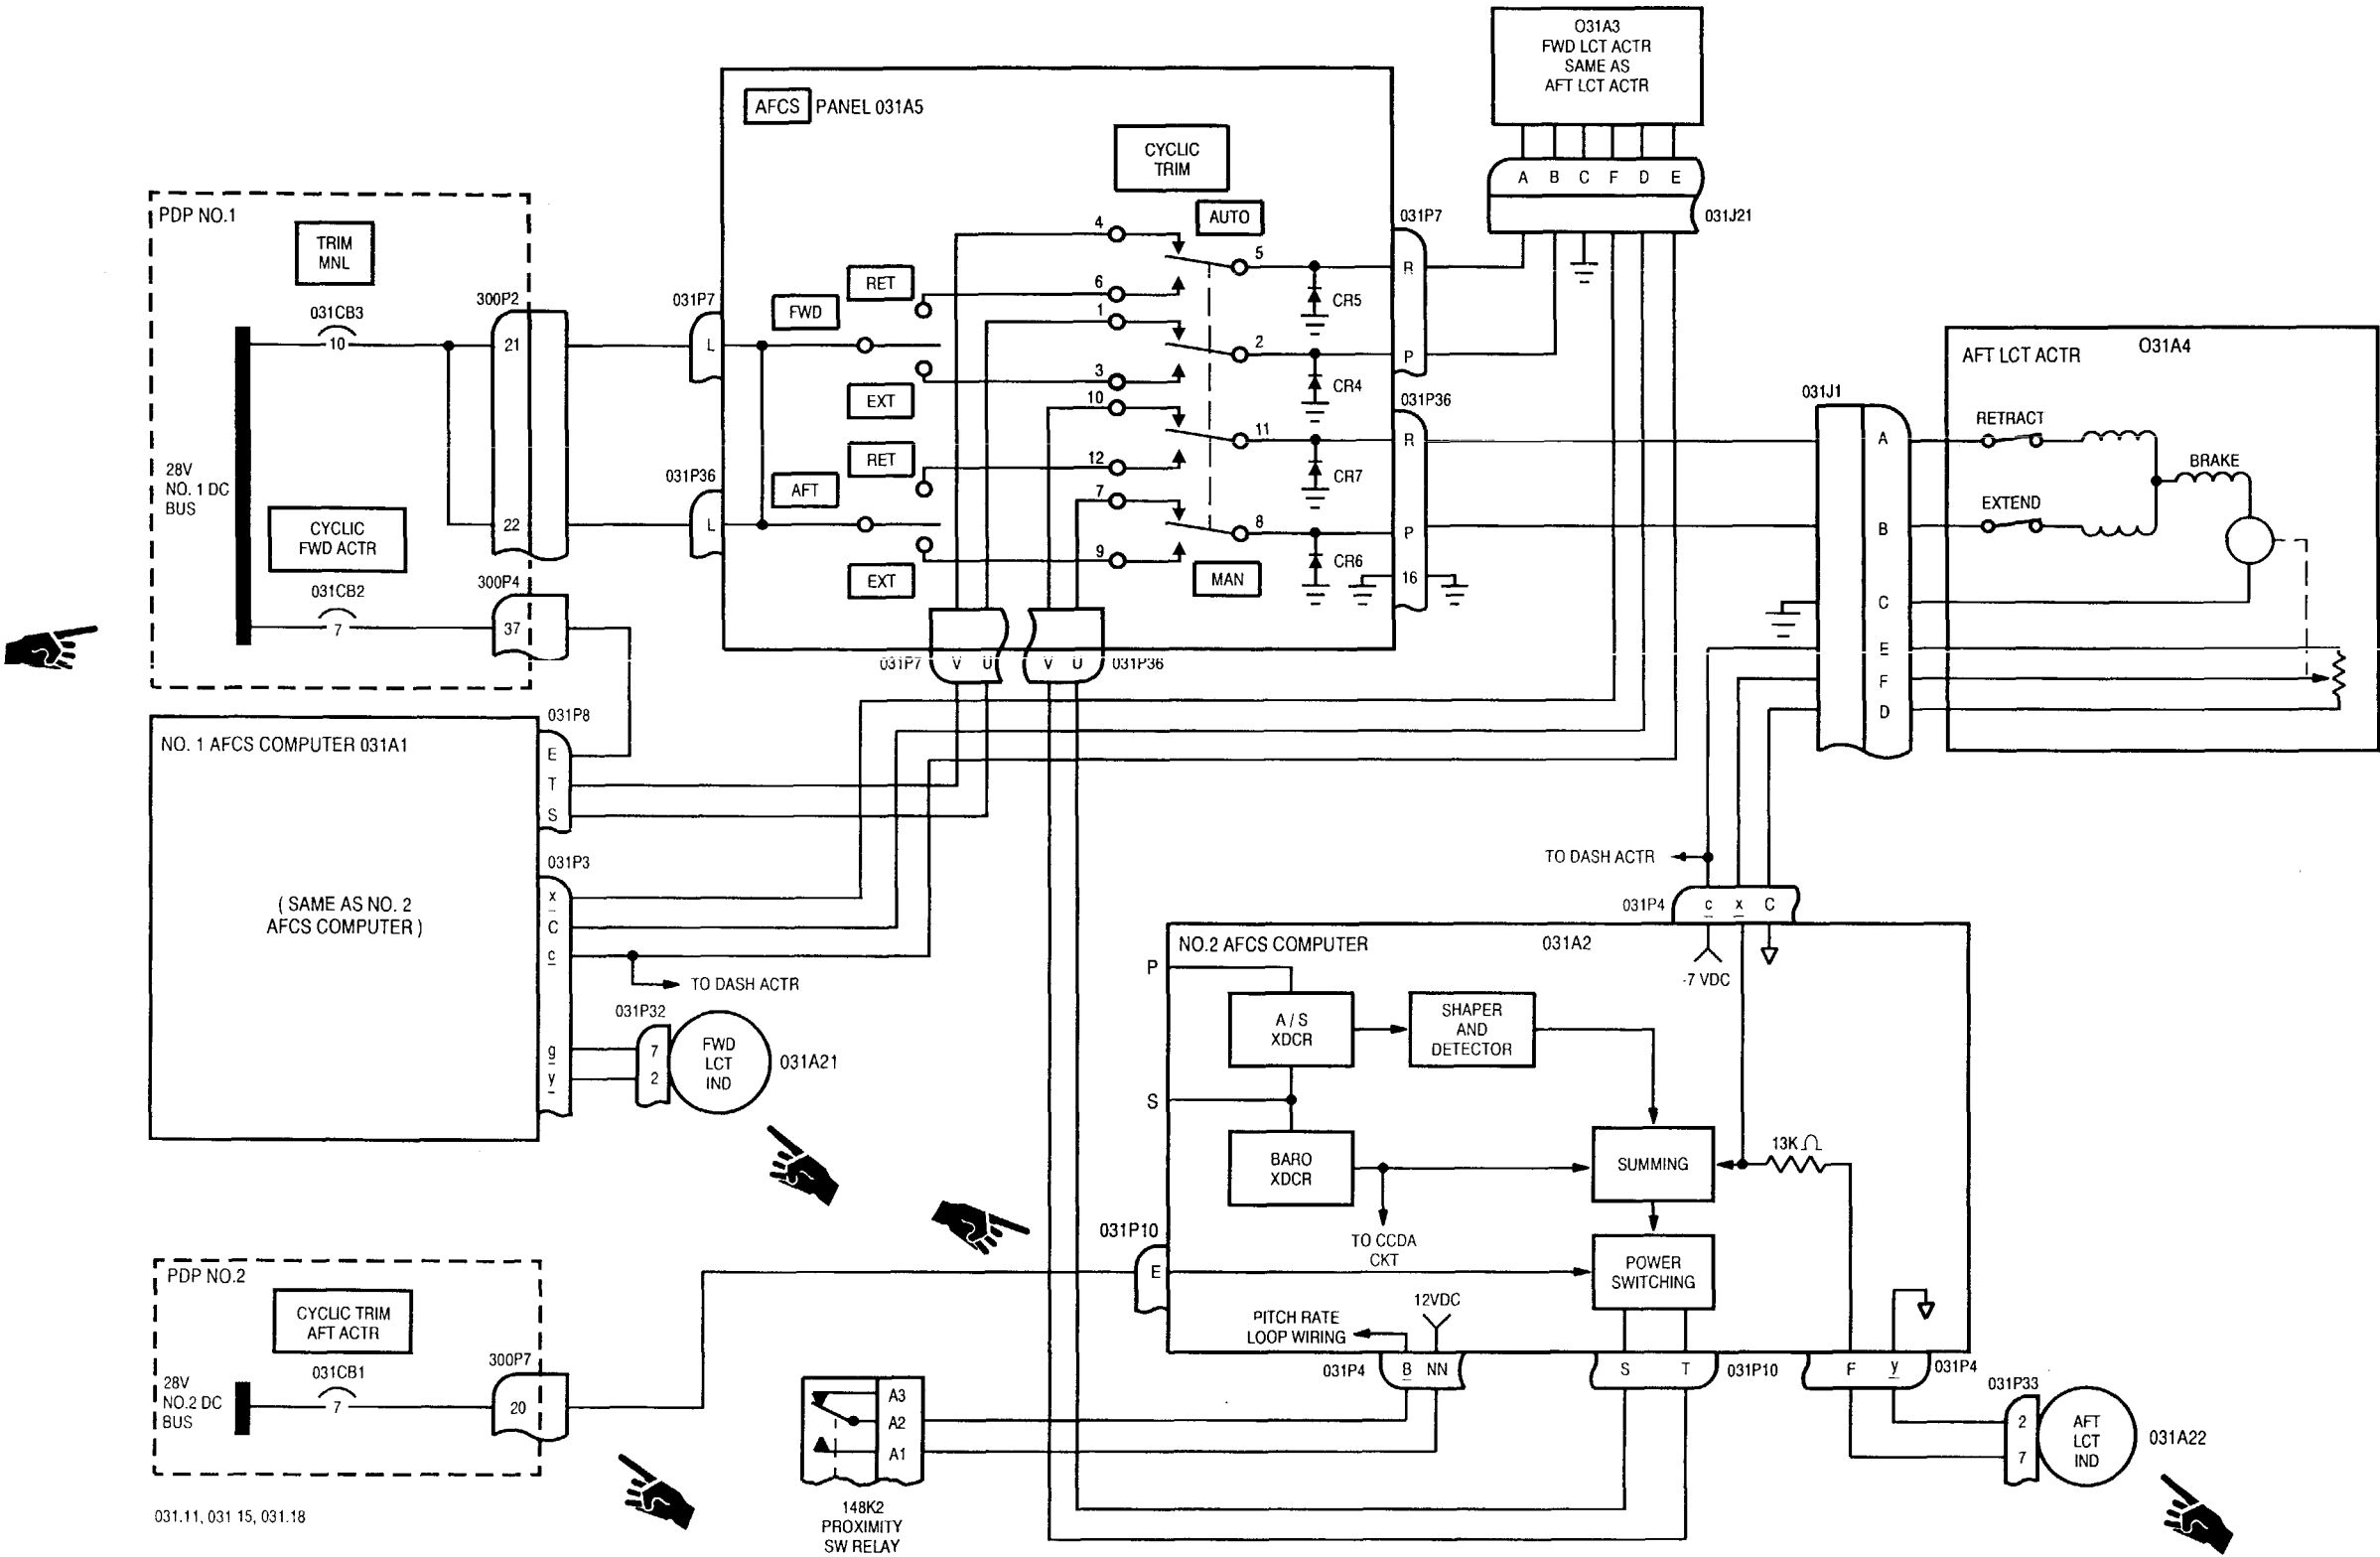 O31A3
FWD LCT ACTR
SAME AS
AFT LCT ACTR
A B C F D E
031J21
AFCS PANEL 031A5
CYCLIC
TRIM
AUTO
4
5
6
1
2
3
10
11
12
7
8
9
RET
FWD
EXT
RET
AFT
EXT
MAN
CR5
CR4
CR7
CR6
031P7
R
P
031P36
R
P
16
031P7
L
031P36
L
031P7 V U
V U 031P36
PDP NO.1
TRIM
MNL
031CB3
10
300P2
21
22
28V
NO. 1 DC
BUS
CYCLIC
FWD ACTR
031CB2
7
300P4
37
AFT LCT ACTR O31A4
031J1
A
B
C
E
F
D
RETRACT
EXTEND
BRAKE
NO. 1 AFCS COMPUTER 031A1
( SAME AS NO. 2
AFCS COMPUTER )
031P8
E
T
S
031P3
x
C
c
g
y
TO DASH ACTR
031P32
7
2
FWD
LCT
IND
031A21
TO DASH ACTR
031P4 c x C
NO.2 AFCS COMPUTER 031A2
-7 VDC
P
S
A / S
XDCR
SHAPER
AND
DETECTOR
BARO
XDCR
SUMMING
13KΩ
TO CCDA
CKT
POWER
SWITCHING
031P10
E
PITCH RATE
LOOP WIRING
12VDC
031P4 B NN
S T 031P10
F y 031P4
PDP NO.2
CYCLIC TRIM
AFT ACTR
031CB1
7
300P7
20
28V
NO.2 DC
BUS
A3
A2
A1
148K2
PROXIMITY
SW RELAY
031P33
2
7
AFT
LCT
IND
031A22
031.11, 031 15, 031.18